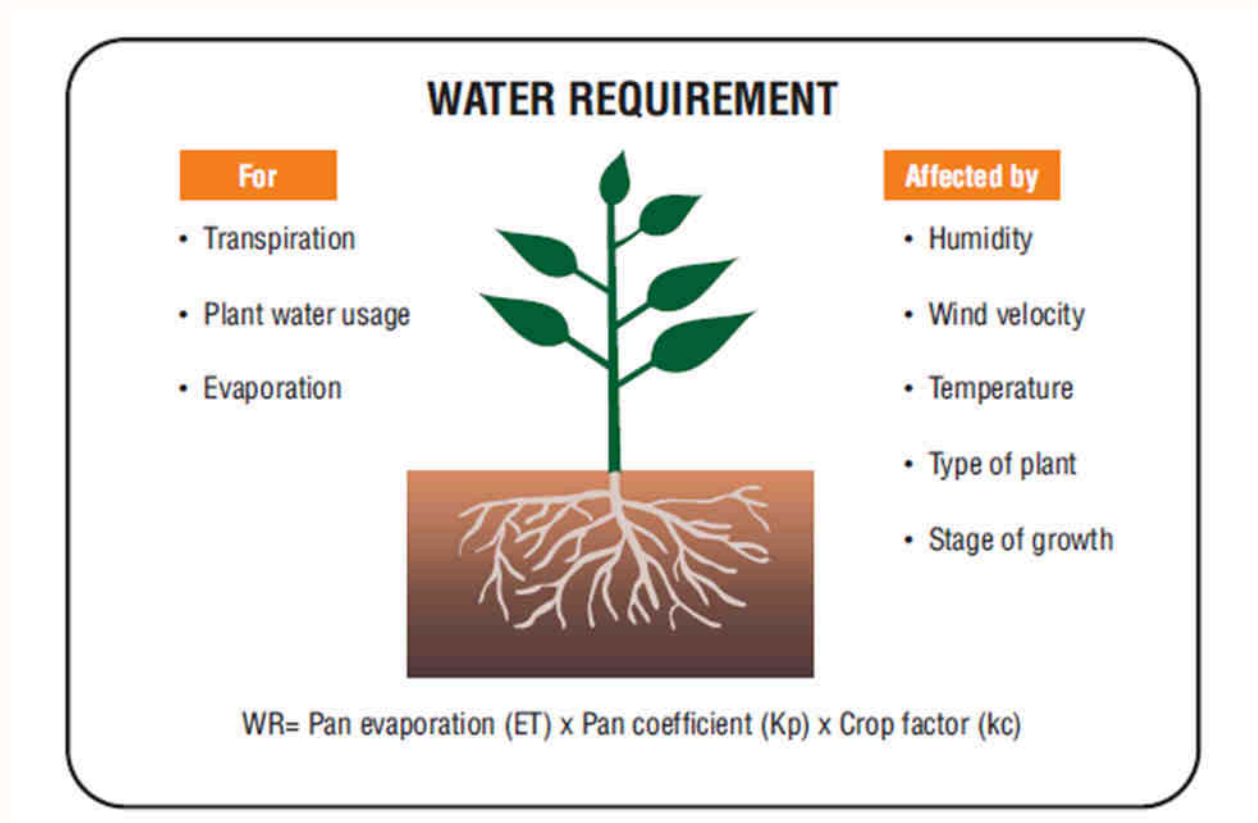 WATER REQUIREMENT
For
• Transpiration
• Plant water usage
• Evaporation
Affected by
• Humidity
• Wind velocity
• Temperature
• Type of plant
• Stage of growth
WR= Pan evaporation (ET) x Pan coefficient (Kp) x Crop factor (kc)